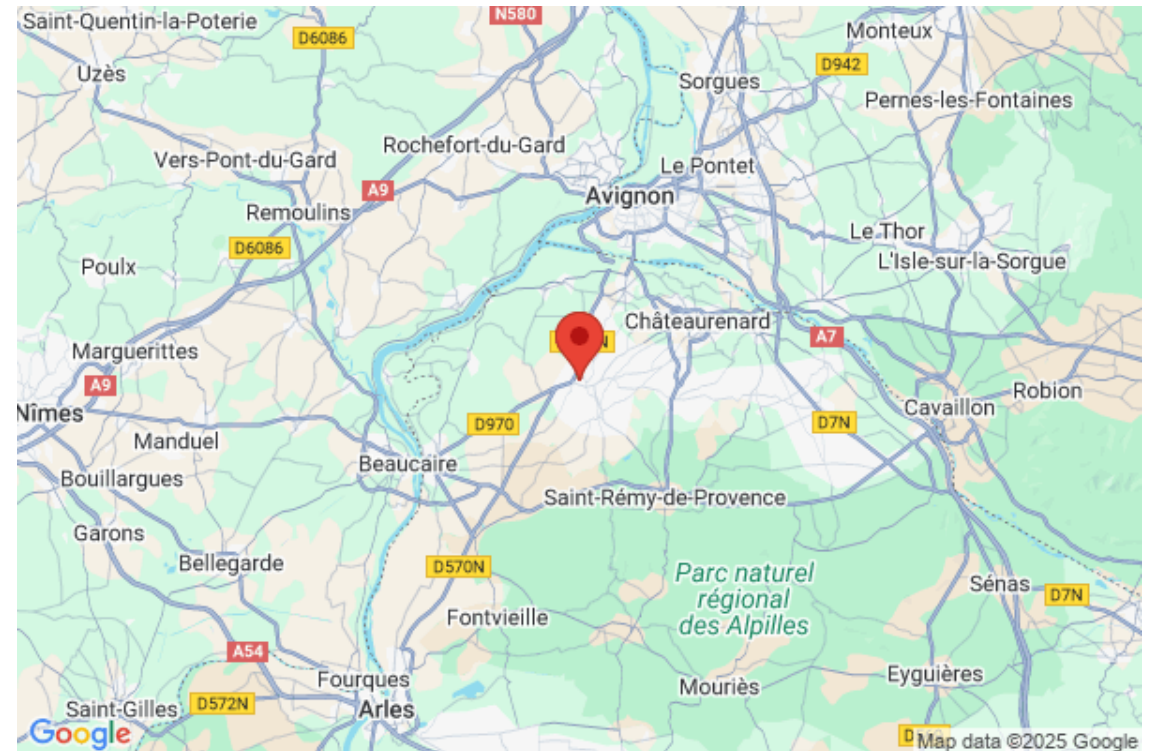 Saint-Quentin-la-Poterie
N580
Monteux
D6086
D942
Uzès
Sorgues
Pernes-les-Fontaines
Rochefort-du-Gard
Vers-Pont-du-Gard
Le Pontet
A9
Avignon
Remoulins
Le Thor
D6086
L'Isle-sur-la-Sorgue
Poulx
Châteaurenard
A7
N
Marguerittes
A9
Robion
Nîmes
Cavaillon
D970
D7N
Manduel
Beaucaire
Bouillargues
Saint-Rémy-de-Provence
Garons
Bellegarde
D570N
Parc naturel
régional
des Alpilles
Sénas
D7N
Fontvieille
A54
Fourques
Eyguières
Mouriès
Saint-Gilles
D572N
Arles
Google
Map data ©2025 Google